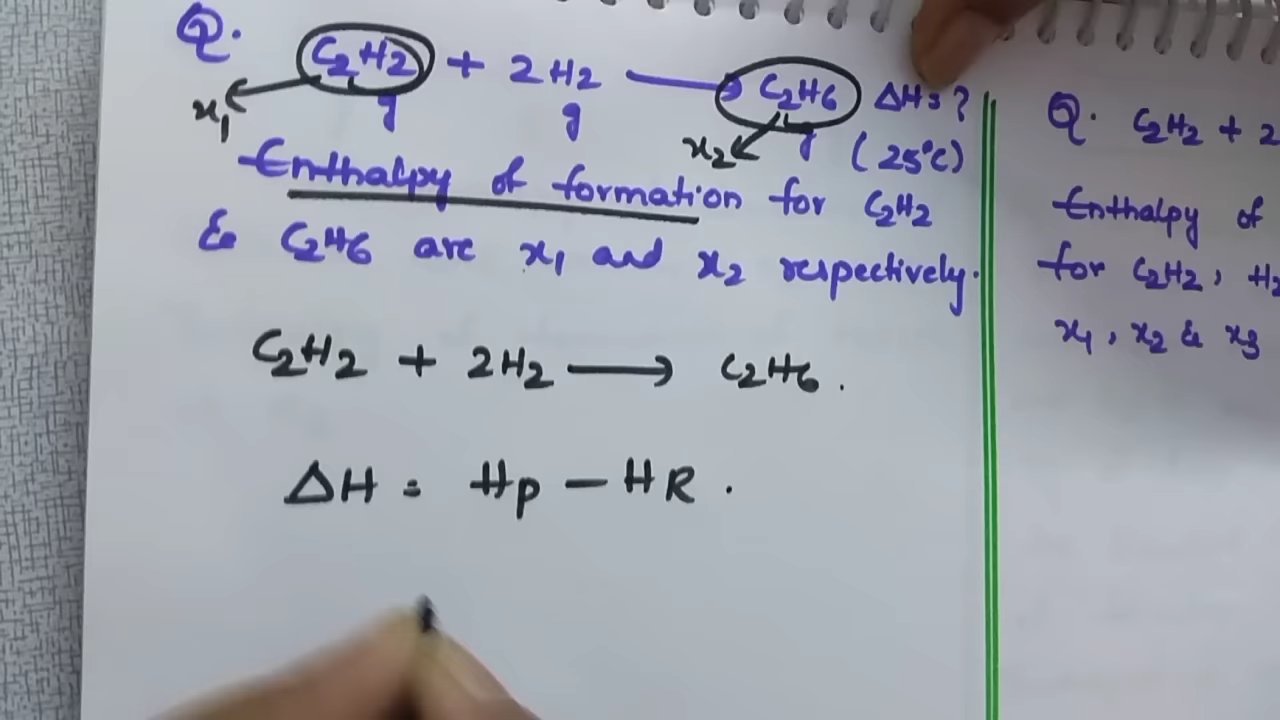 Q. C2H2 + 2H2 → C2H6 ΔH = ?
x1 g g x2 g (25°C)
Enthalpy of formation for C2H2
& C2H6 are x1 and x2 respectively.
C2H2 + 2H2 → C2H6.
ΔH = HP - HR.
Q. C2H2 + 2
Enthalpy of
for C2H2, H2
x1, x2 & x3